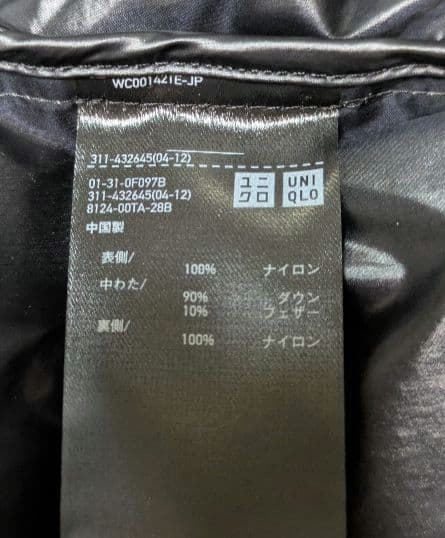 WC001421E-JP
311-432645(04-12)
01-31-0F097B
311-432645(04-12)
8124-00TA-28B
ユニ
クロ
UNI
QLO
中国製
表側/
100% ナイロン
中わた/
90% ダウン
10% フェザー
裏側/
100% ナイロン